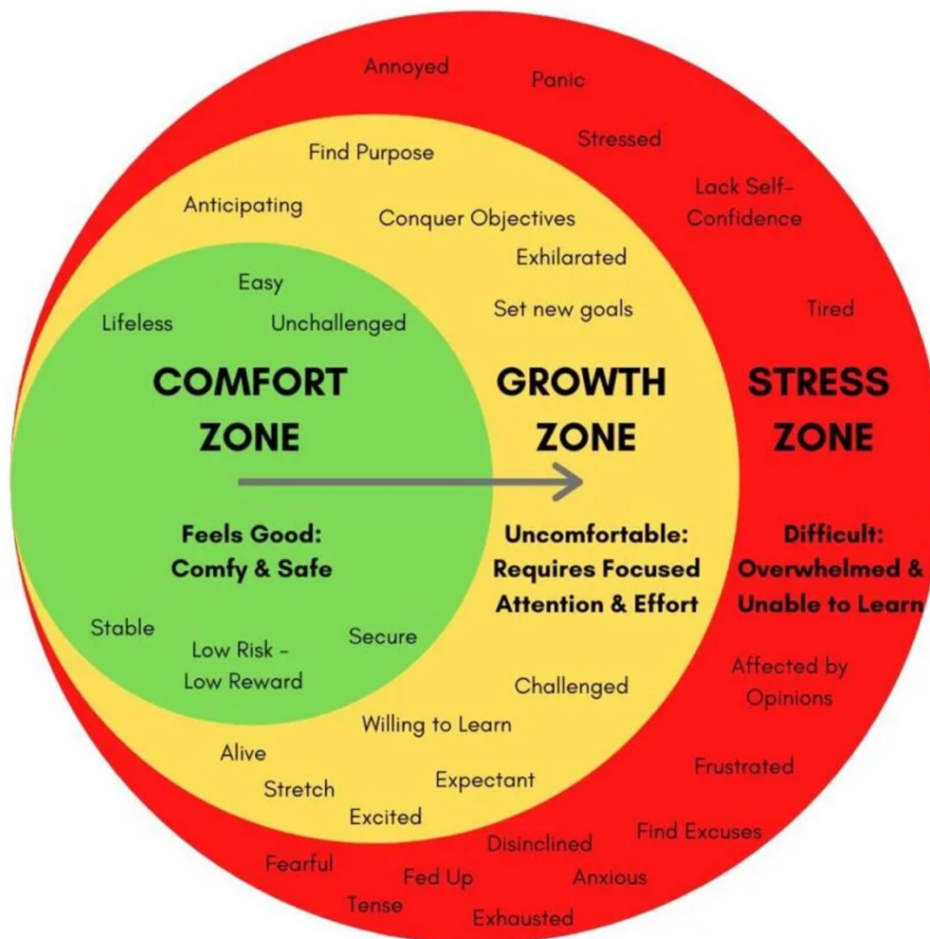 Annoyed
Panic
Stressed
Find Purpose
Lack Self-
Confidence
Anticipating
Conquer Objectives
Exhilarated
Easy
Set new goals
Tired
Lifeless
Unchallenged
COMFORT
ZONE
GROWTH
ZONE
STRESS
ZONE
Feels Good:
Comfy & Safe
Uncomfortable:
Requires Focused
Attention & Effort
Difficult:
Overwhelmed &
Unable to Learn
Stable
Low Risk -
Low Reward
Secure
Challenged
Affected by
Opinions
Willing to Learn
Alive
Stretch
Expectant
Excited
Frustrated
Find Excuses
Disinclined
Fearful
Fed Up
Anxious
Tense
Exhausted